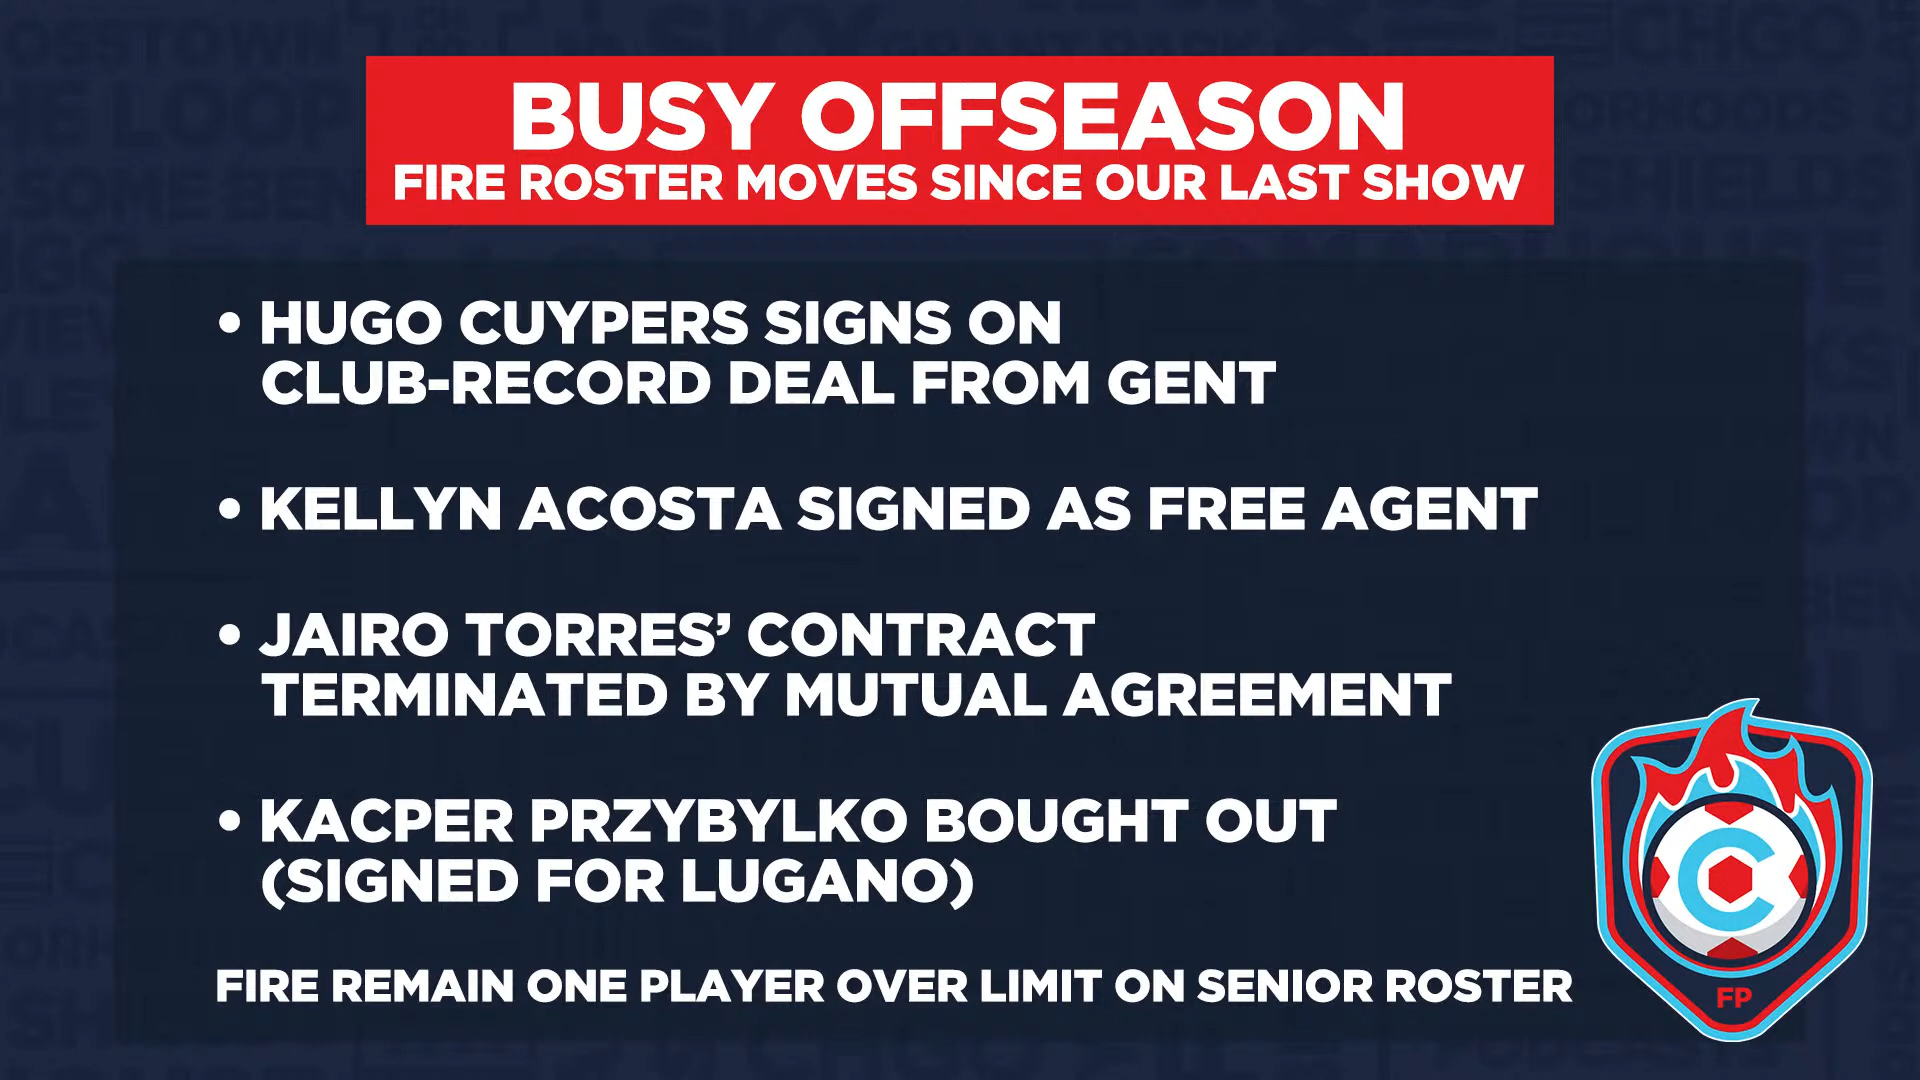 BUSY OFFSEASON
FIRE ROSTER MOVES SINCE OUR LAST SHOW
• HUGO CUYPERS SIGNS ON
CLUB-RECORD DEAL FROM GENT
• KELLYN ACOSTA SIGNED AS FREE AGENT
• JAIRO TORRES’ CONTRACT
TERMINATED BY MUTUAL AGREEMENT
• KACPER PRZYBYLKO BOUGHT OUT
(SIGNED FOR LUGANO)
FIRE REMAIN ONE PLAYER OVER LIMIT ON SENIOR ROSTER
C
FP